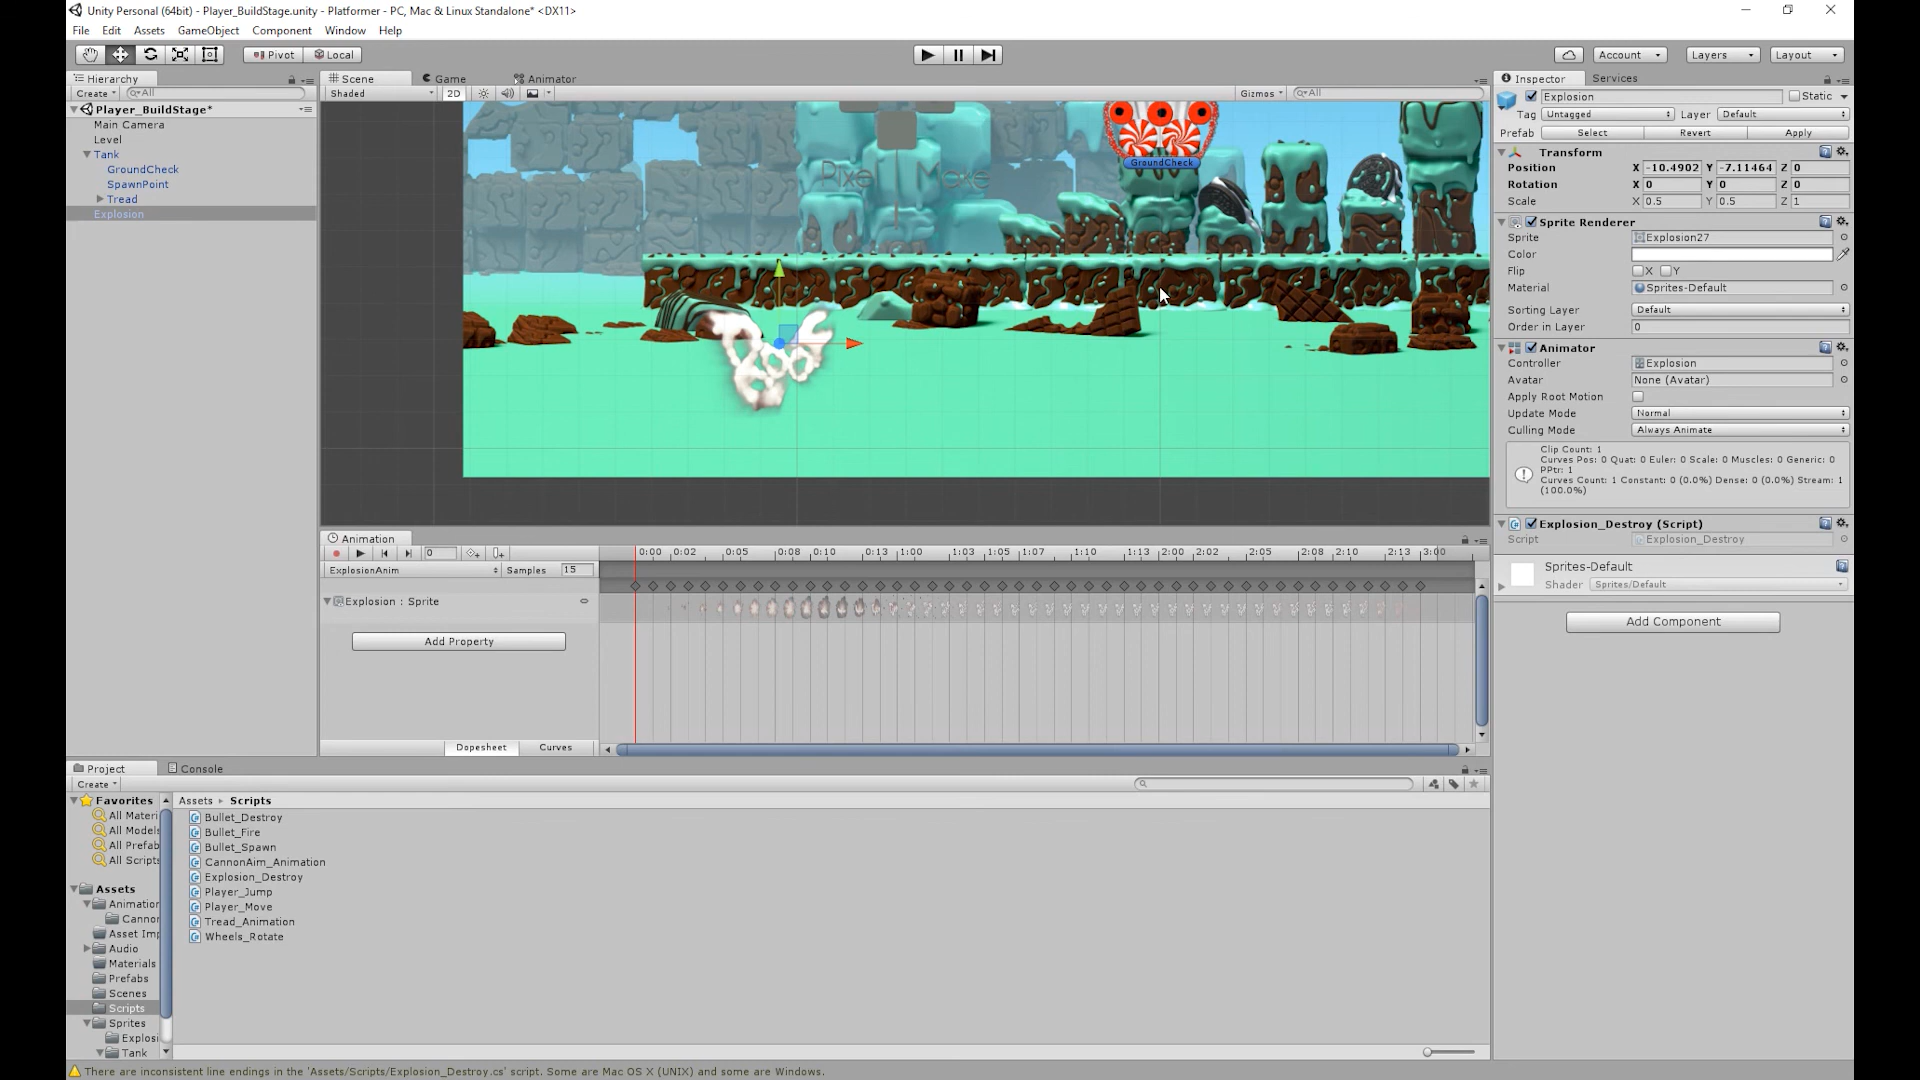 Unity Personal (64bit) - Player_BuildStage.unity - Platformer - PC, Mac & Linux Standalone* <DX11>
File Edit Assets GameObject Component Window Help
Pivot Local Account Layers Layout
Hierarchy
Create All
Player_BuildStage*
Main Camera
Level
Tank
GroundCheck
SpawnPoint
Tread
Explosion
Scene Game Animator
Shaded 2D Gizmos All
Pixel Make
GroundCheck
Animation
0 0:00 0:02 0:05 0:08 0:10 0:13 1:00 1:03 1:05 1:07 1:10 1:13 2:00 2:02 2:05 2:08 2:10 2:13 3:00
ExplosionAnim Samples 15
Explosion : Sprite
Add Property
Dopesheet Curves
Inspector Services
Explosion Static
Tag Untagged Layer Default
Prefab Select Revert Apply
Transform
Position X -10.4902 Y -7.11464 Z 0
Rotation X 0 Y 0 Z 0
Scale X 0.5 Y 0.5 Z 1
Sprite Renderer
Sprite Explosion27
Color
Flip X Y
Material Sprites-Default
Sorting Layer Default
Order in Layer 0
Animator
Controller Explosion
Avatar None (Avatar)
Apply Root Motion
Update Mode Normal
Culling Mode Always Animate
Clip Count: 1
Curves Pos: 0 Quat: 0 Euler: 0 Scale: 0 Muscles: 0 Generic: 0
PPtr: 1
Curves Count: 1 Constant: 0 (0.0%) Dense: 0 (0.0%) Stream: 1
(100.0%)
Explosion_Destroy (Script)
Script Explosion_Destroy
Sprites-Default
Shader Sprites/Default
Add Component
Project Console
Create
Favorites
All Materi
All Models
All Prefab
All Scripts
Assets
Animation
Canno
Asset Imp
Audio
Materials
Prefabs
Scenes
Scripts
Sprites
Explosi
Tank
Assets Scripts
Bullet_Destroy
Bullet_Fire
Bullet_Spawn
CannonAim_Animation
Explosion_Destroy
Player_Jump
Player_Move
Tread_Animation
Wheels_Rotate
There are inconsistent line endings in the 'Assets/Scripts/Explosion_Destroy.cs' script. Some are Mac OS X (UNIX) and some are Windows.